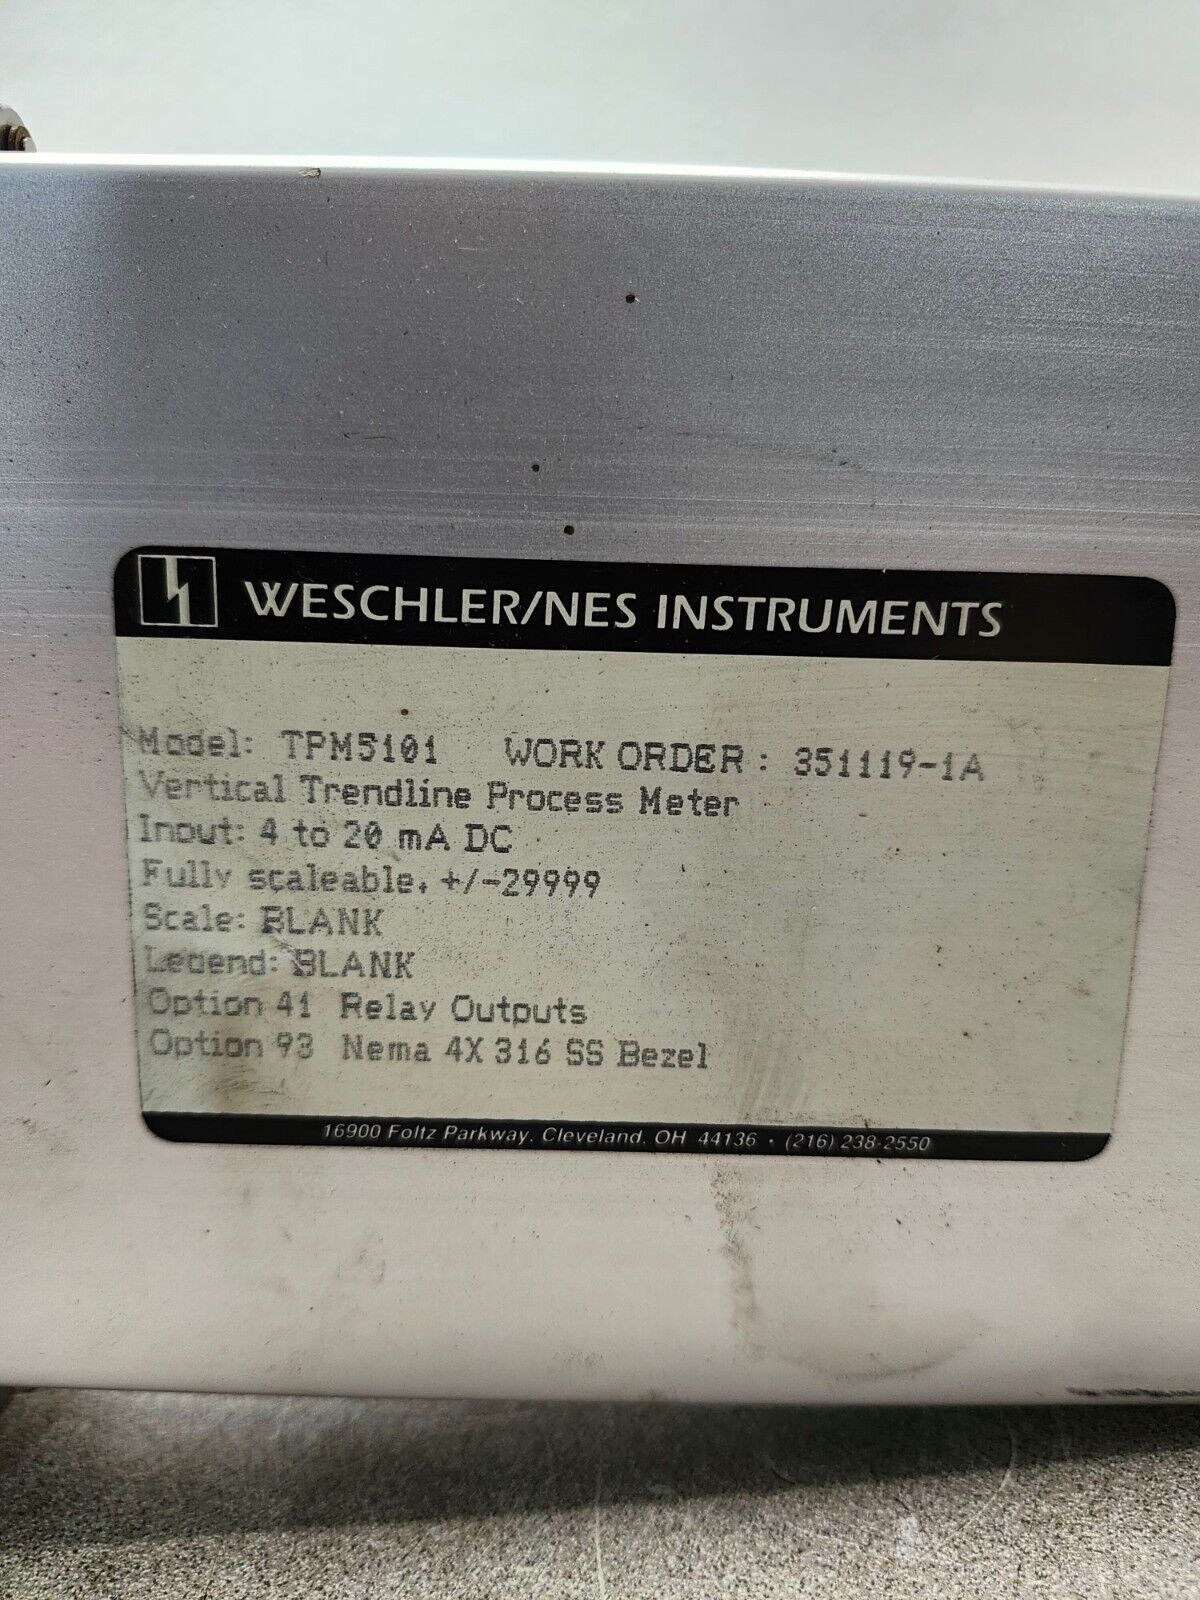 WESCHLER/NES INSTRUMENTS
Model: TPM5101 WORK ORDER: 351119-1A
Vertical Trendline Process Meter
Input: 4 to 20 mA DC
Fully scaleable, +/-29999
Scale: BLANK
Legend: BLANK
Option 41 Relay Outputs
Option 93 Nema 4X 316 SS Bezel
16900 Foltz Parkway, Cleveland, OH 44136 • (216) 238-2550